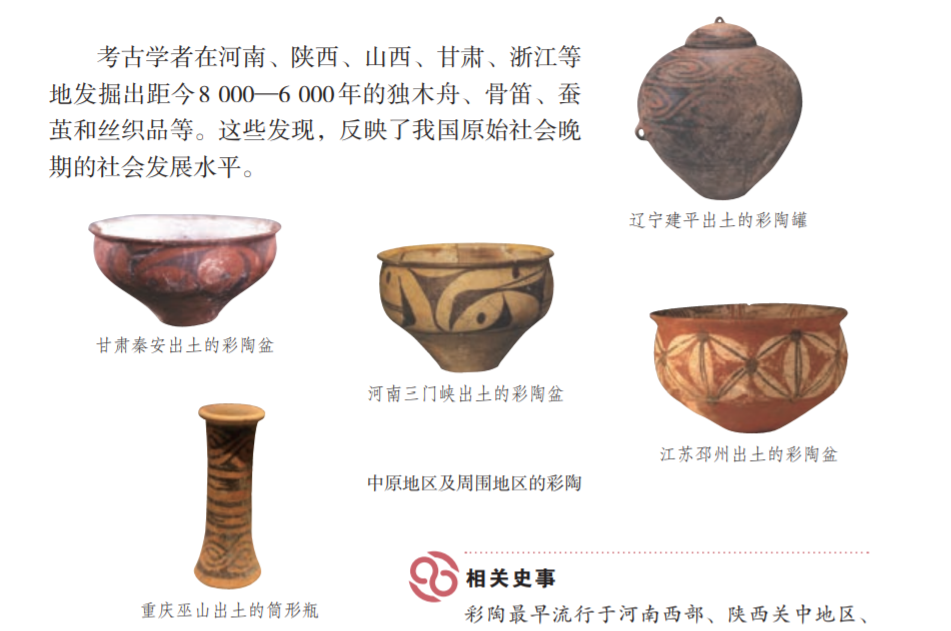 考古学者在河南、陕西、山西、甘肃、浙江等
地发掘出距今8 000—6 000年的独木舟、骨笛、蚕
茧和丝织品等。这些发现，反映了我国原始社会晚
期的社会发展水平。
辽宁建平出土的彩陶罐
甘肃秦安出土的彩陶盆
河南三门峡出土的彩陶盆
江苏邳州出土的彩陶盆
中原地区及周围地区的彩陶
重庆巫山出土的筒形瓶
相关史事
彩陶最早流行于河南西部、陕西关中地区、